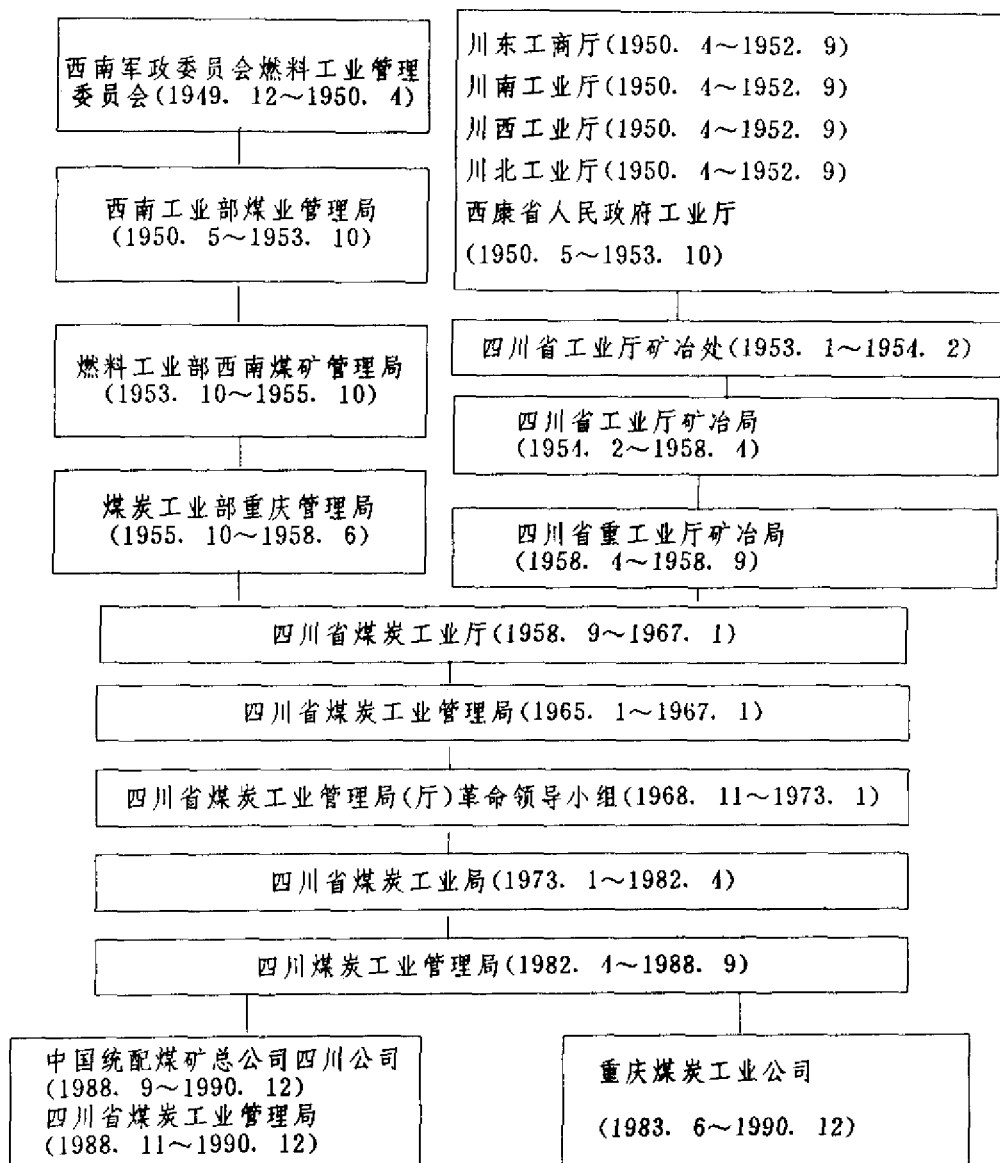 西南军政委员会燃料工业管理
委员会(1949. 12～1950. 4)
西南工业部煤业管理局
(1950. 5～1953. 10)
燃料工业部西南煤矿管理局
(1953. 10～1955. 10)
煤炭工业部重庆管理局
(1955. 10～1958. 6)
川东工商厅(1950. 4～1952. 9)
川南工业厅(1950. 4～1952. 9)
川西工业厅(1950. 4～1952. 9)
川北工业厅(1950. 4～1952. 9)
西康省人民政府工业厅
(1950. 5～1953. 10)
四川省工业厅矿冶处(1953. 1～1954. 2)
四川省工业厅矿冶局
(1954. 2～1958. 4)
四川省重工业厅矿冶局
(1958. 4～1958. 9)
四川省煤炭工业厅(1958. 9～1967. 1)
四川省煤炭工业管理局(1965. 1～1967. 1)
四川省煤炭工业管理局(厅)革命领导小组(1968. 11～1973. 1)
四川省煤炭工业局(1973. 1～1982. 4)
四川煤炭工业管理局(1982. 4～1988. 9)
中国统配煤矿总公司四川公司
(1988. 9～1990. 12)
四川省煤炭工业管理局
(1988. 11～1990. 12)
重庆煤炭工业公司
(1983. 6～1990. 12)